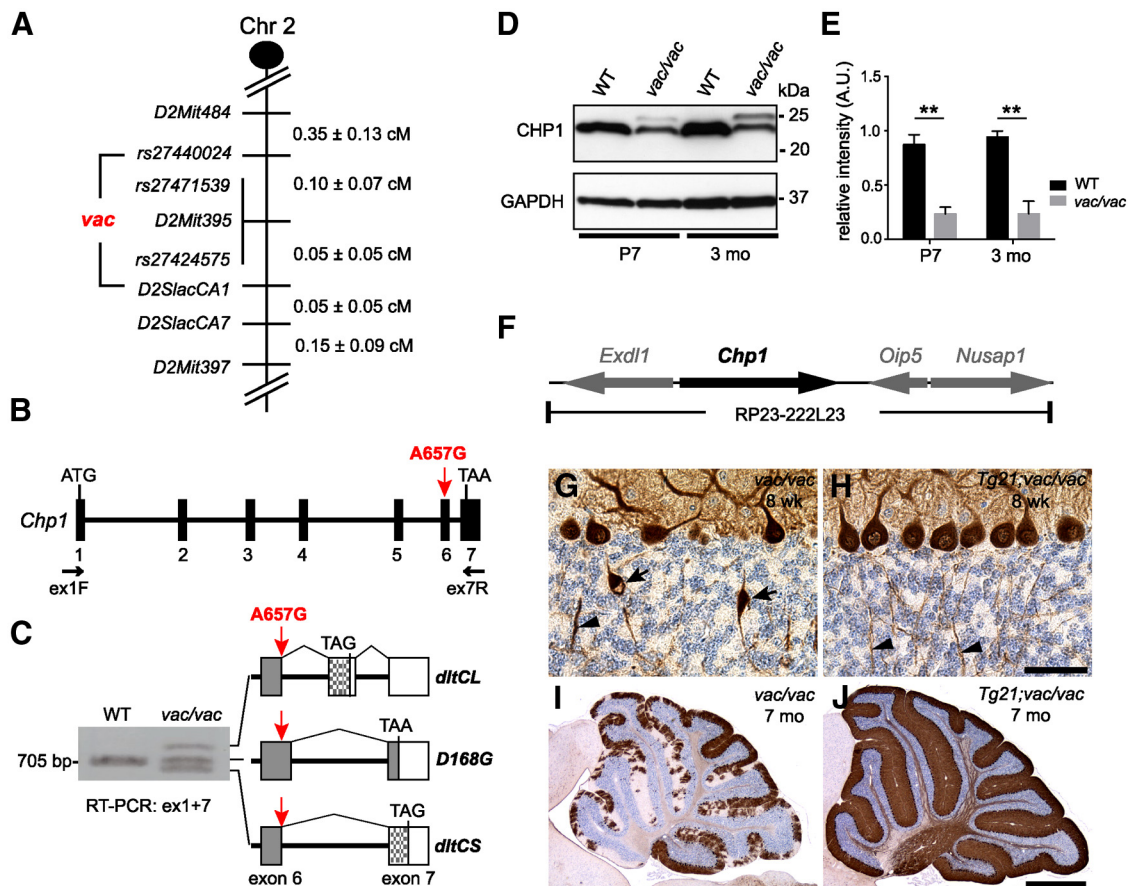 A
Chr 2
D2Mit484
0.35 ± 0.13 cM
rs27440024
0.10 ± 0.07 cM
rs27471539
vac
D2Mit395
0.05 ± 0.05 cM
rs27424575
D2SlacCA1
0.05 ± 0.05 cM
D2SlacCA7
0.15 ± 0.09 cM
D2Mit397
B
A657G
ATG
TAA
Chp1
1 2 3 4 5 6 7
ex1F
ex7R
C
A657G
TAG
dltCL
WT vac/vac
TAA
705 bp
D168G
RT-PCR: ex1+7
TAG
dltCS
exon 6 exon 7
D
WT vac/vac WT vac/vac
kDa
CHP1
25
20
GAPDH
37
P7 3 mo
E
relative intensity (A.U.)
1.5
1.0
0.5
0.0
** **
WT
vac/vac
P7 3 mo
F
Exdl1 Chp1 Oip5 Nusap1
RP23-222L23
G
vac/vac
8 wk
H
Tg21;vac/vac
8 wk
I
vac/vac
7 mo
J
Tg21;vac/vac
7 mo